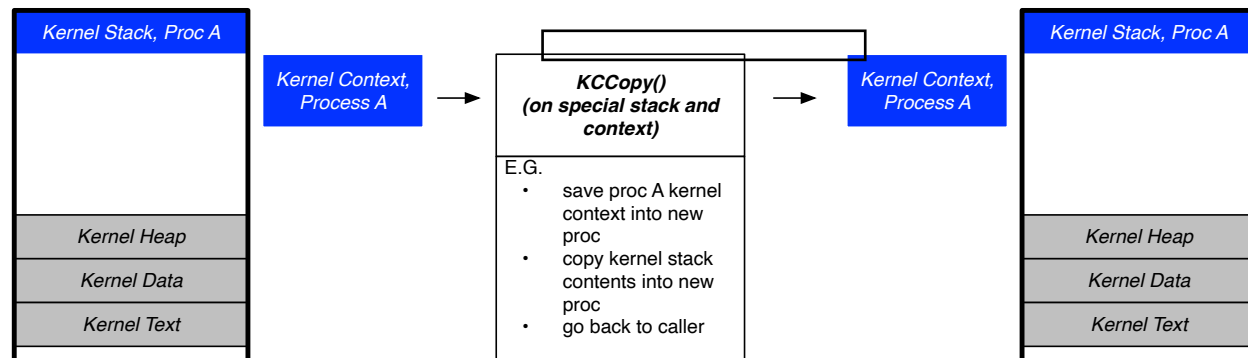 Kernel Stack, Proc A
Kernel Heap
Kernel Data
Kernel Text
Kernel Context,
Process A
KCCopy()
(on special stack and
context)
E.G.
• save proc A kernel
context into new
proc
• copy kernel stack
contents into new
proc
• go back to caller
Kernel Context,
Process A
Kernel Stack, Proc A
Kernel Heap
Kernel Data
Kernel Text